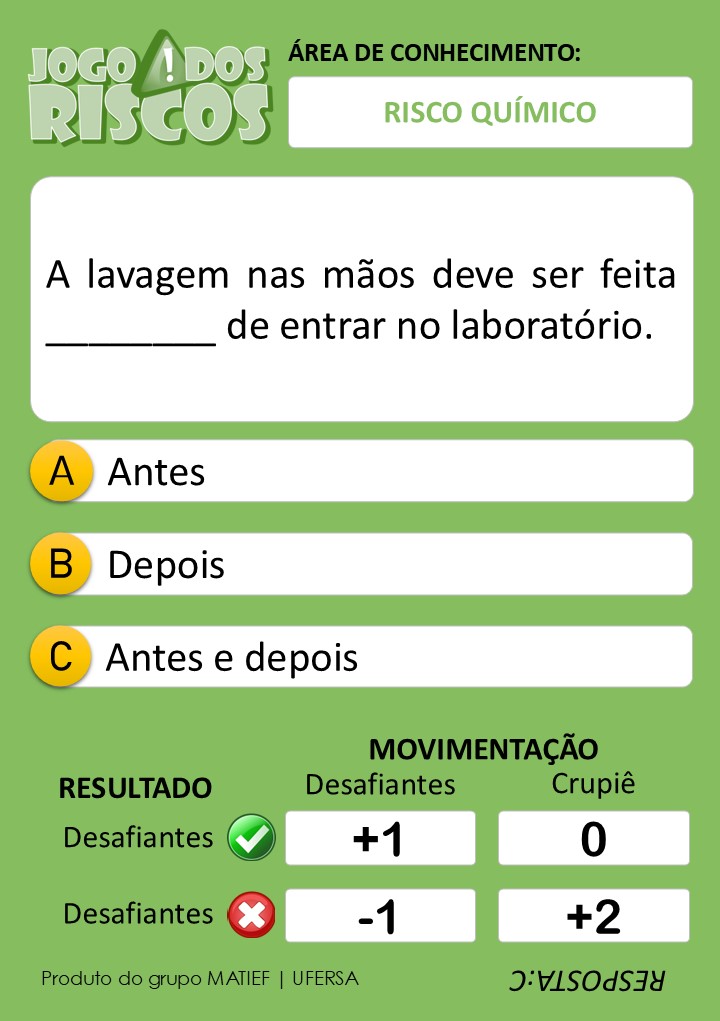 JOGO DOS
RISCOS
ÁREA DE CONHECIMENTO:
RISCO QUÍMICO
A lavagem nas mãos deve ser feita
________ de entrar no laboratório.
A Antes
B Depois
C Antes e depois
MOVIMENTAÇÃO
RESULTADO Desafiantes Crupiê
Desafiantes +1 0
Desafiantes -1 +2
Produto do grupo MATIEF | UFERSA
RESPOSTA:C